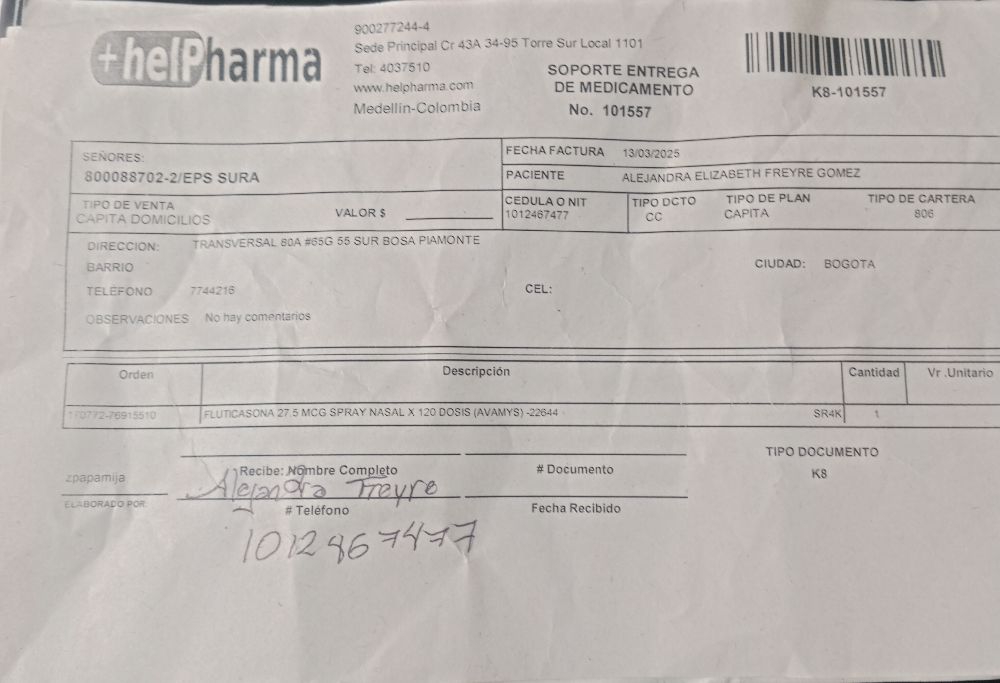 +helPharma
900277244-4
Sede Principal Cr 43A 34-95 Torre Sur Local 1101
Tel: 4037510
www.helpharma.com
Medellin-Colombia
SOPORTE ENTREGA
DE MEDICAMENTO
No. 101557
K8-101557
SEÑORES:
800088702-2/EPS SURA
FECHA FACTURA 13/03/2025
PACIENTE ALEJANDRA ELIZABETH FREYRE GOMEZ
TIPO DE VENTA
CAPITA DOMICILIOS
VALOR $
CEDULA O NIT
1012467477
TIPO DCTO
CC
TIPO DE PLAN
CAPITA
TIPO DE CARTERA
806
DIRECCION: TRANSVERSAL 80A #65G 55 SUR BOSA PIAMONTE
BARRIO
CIUDAD: BOGOTA
TELÉFONO 7744216
CEL:
OBSERVACIONES No hay comentarios
Orden Descripción Cantidad Vr .Unitario
170772-76915510 FLUTICASONA 27.5 MCG SPRAY NASAL X 120 DOSIS (AVAMYS) -22644 SR4K 1
TIPO DOCUMENTO
K8
zpapamija
ELABORADO POR:
Recibe: Nombre Completo
# Documento
Alejandra Freyre
# Teléfono
Fecha Recibido
1012467477